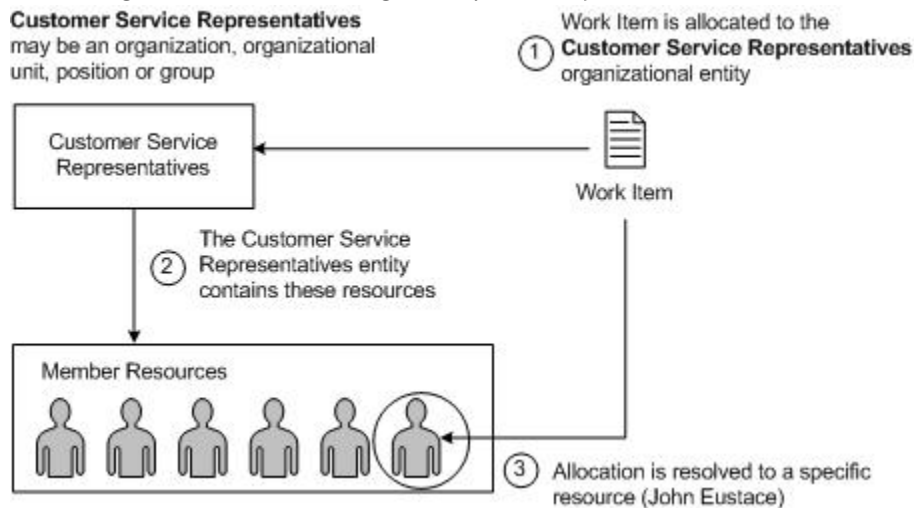 Customer Service Representatives
may be an organization, organizational
unit, position or group
Work Item is allocated to the
1 Customer Service Representatives
organizational entity
Customer Service
Representatives
Work Item
The Customer Service
2 Representatives entity
contains these resources
Member Resources
3 Allocation is resolved to a specific
resource (John Eustace)